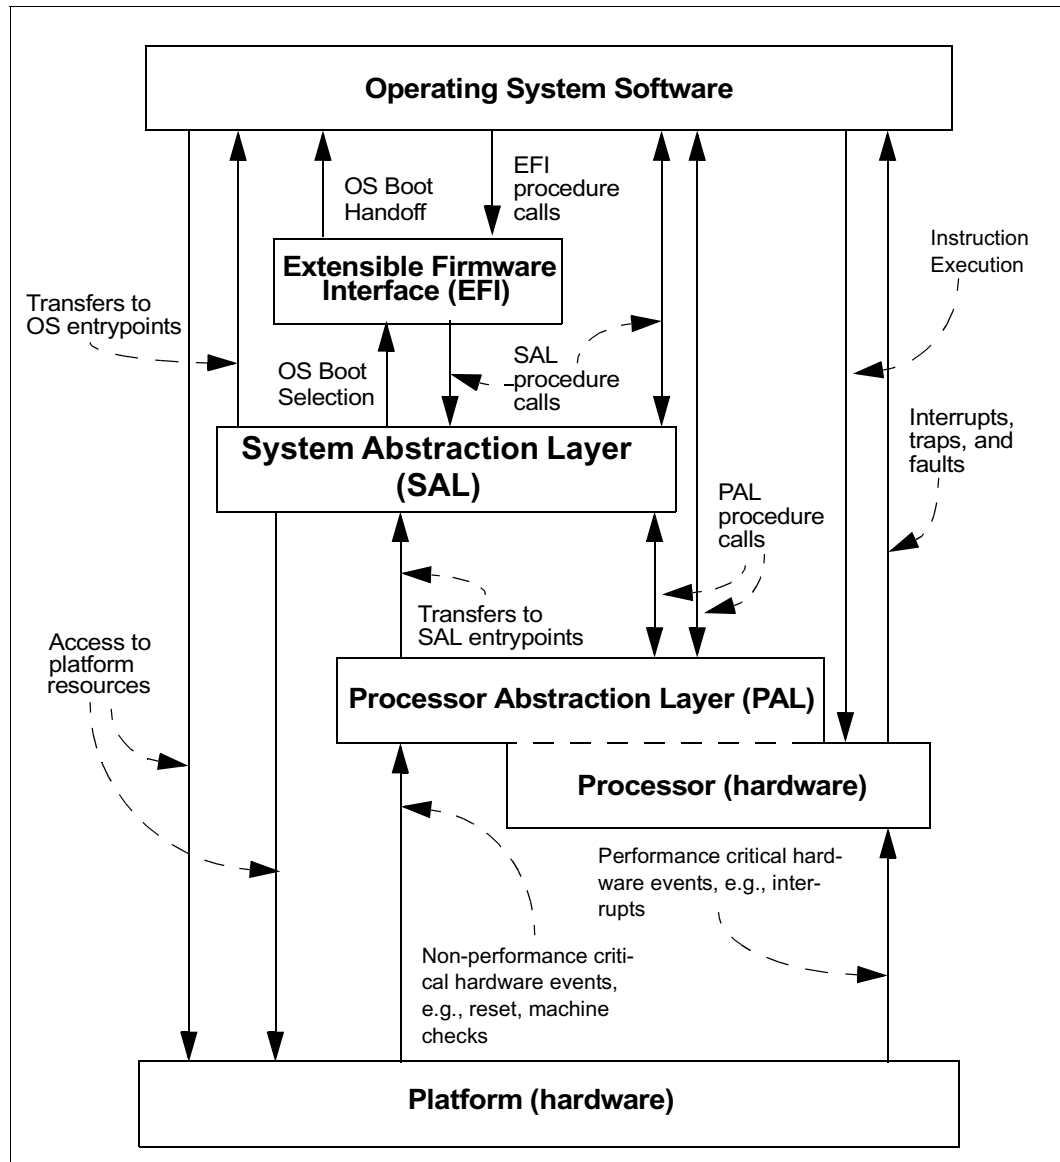 Operating System Software
OS Boot
Handoff
EFI
procedure
calls
Instruction
Execution
Extensible Firmware
Interface (EFI)
Transfers to
OS entrypoints
OS Boot
Selection
SAL
procedure
calls
Interrupts,
traps, and
faults
System Abstraction Layer
(SAL)
PAL
procedure
calls
Transfers to
SAL entrypoints
Access to
platform
resources
Processor Abstraction Layer (PAL)
Processor (hardware)
Performance critical hard-
ware events, e.g., inter-
rupts
Non-performance criti-
cal hardware events,
e.g., reset, machine
checks
Platform (hardware)